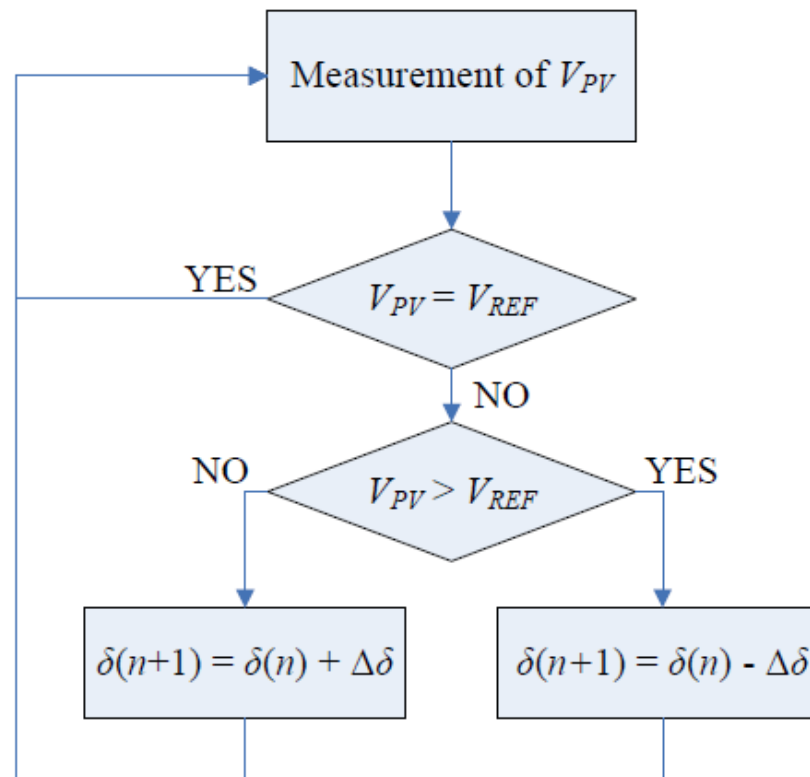 Measurement of V_PV
YES
V_PV = V_REF
NO
NO
V_PV > V_REF
YES
δ(n+1) = δ(n) + Δδ
δ(n+1) = δ(n) - Δδ